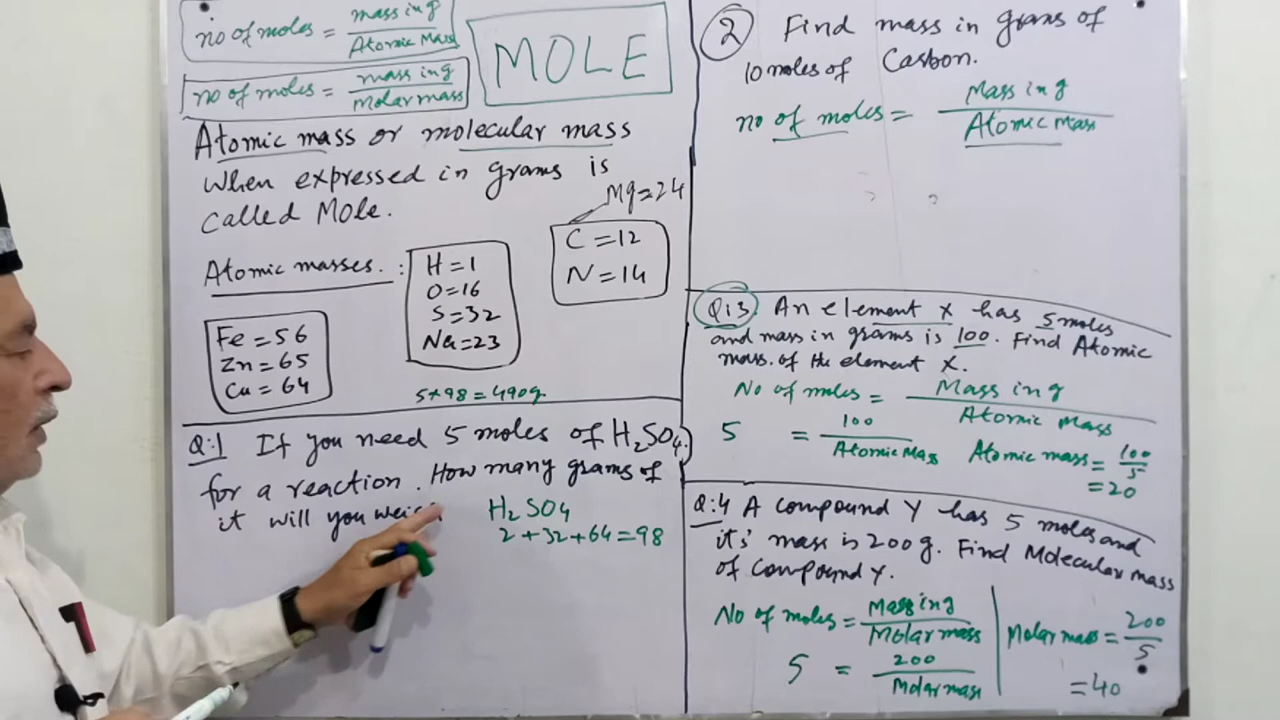 no of moles = mass in g / Atomic Mass
no of moles = mass in g / Molar mass
MOLE
Atomic mass or molecular mass
when expressed in grams is
called Mole.
Mg=24
C =12
N =14
Atomic masses. :
H =1
O=16
S=32
Na=23
Fe = 56
Zn = 65
Cu = 64
5×98 = 490g.
Q:1 If you need 5 moles of H₂SO₄
for a reaction. How many grams of
it will you
H₂ SO₄
2 + 32 + 64 = 98
2 Find mass in grams of
10 moles of Carbon.
no of moles = Mass in g / Atomic Mass
Q:3 An element X has 5 moles
and mass in grams is 100. Find Atomic
mass. of the element X.
No of moles = Mass in g / Atomic Mass
5 = 100 / Atomic Mass
Atomic mass = 100 / 5
= 20
Q:4 A compound Y has 5 moles and
it's mass is 200 g. Find Molecular mass
of compound Y.
No of moles = Mass in g / Molar mass
5 = 200 / Molar mass
Molar mass = 200 / 5
= 40